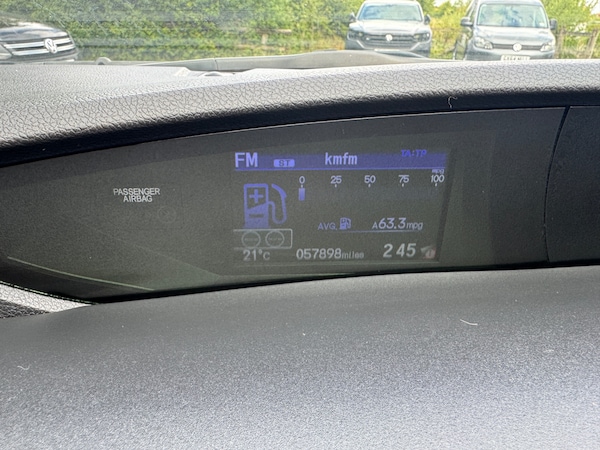 FM ST kmfm TA/TP
mpg
0 25 50 75 100
PASSENGER
AIRBAG
AVG. A63.3mpg
21°C 057898miles 2:45